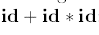 id + id * id